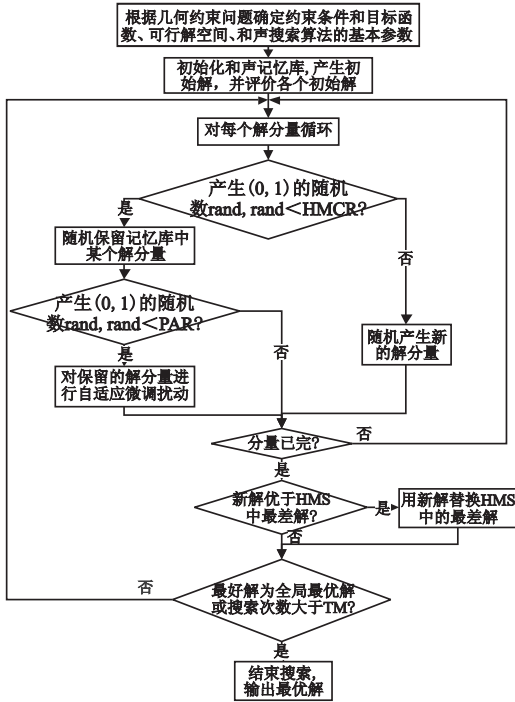 根据几何约束问题确定约束条件和目标函
数、可行解空间、和声搜索算法的基本参数
初始化和声记忆库,产生初
始解，并评价各个初始解
对每个解分量循环
产生(0, 1)的随机
数rand, rand＜HMCR?
是
否
随机保留记忆库中
某个解分量
产生(0, 1)的随机
数rand, rand＜PAR?
是
否
随机产生新
的解分量
对保留的解分量进
行自适应微调扰动
分量已完?
否
是
新解优于HMS
中最差解?
是
用新解替换HMS
中的最差解
否
最好解为全局最优解
或搜索次数大于TM?
否
是
结束搜索,
输出最优解